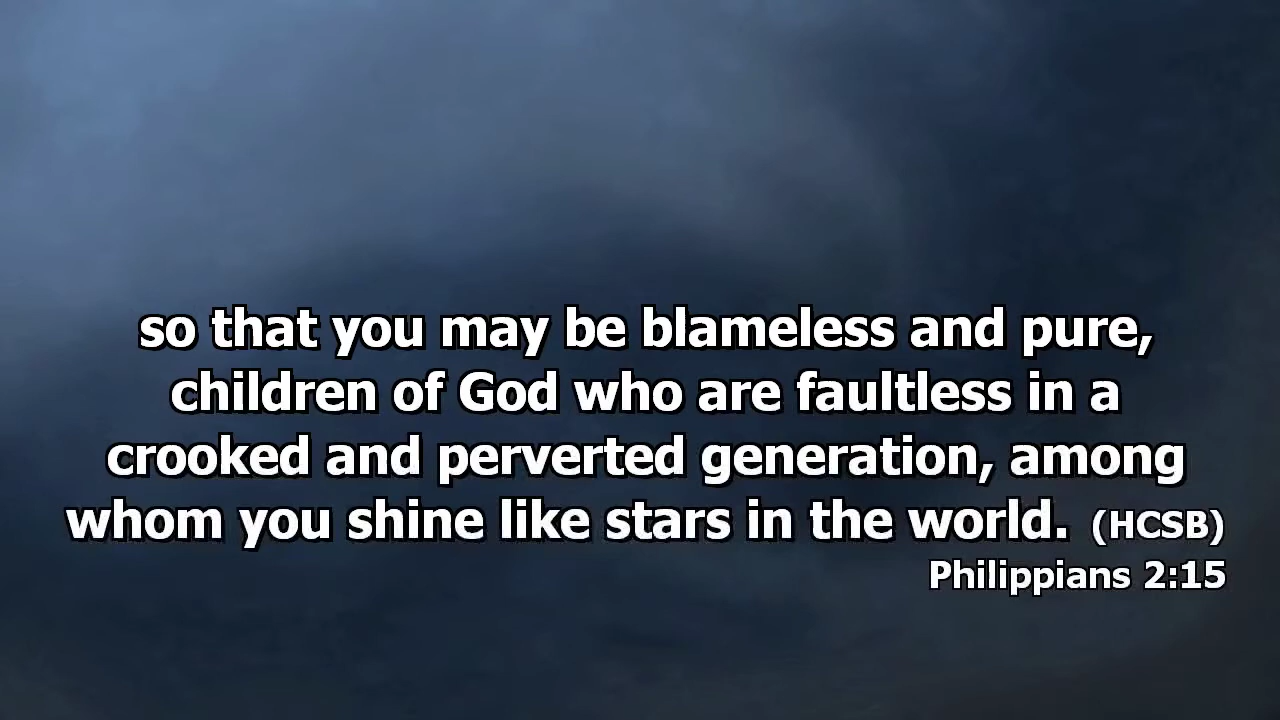 so that you may be blameless and pure,
children of God who are faultless in a
crooked and perverted generation, among
whom you shine like stars in the world. (HCSB)
Philippians 2:15